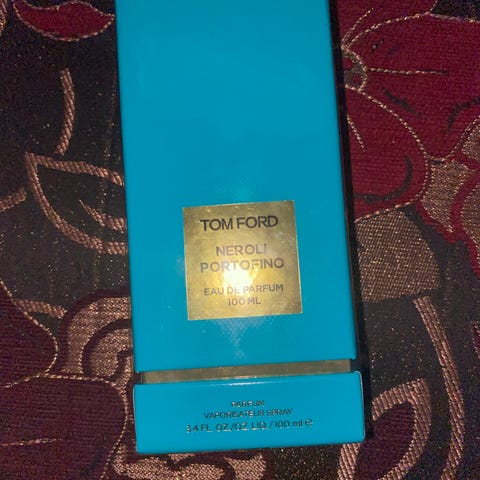 TOM FORD
NEROLI
PORTOFINO
EAU DE PARFUM
100 ML
PARFUM
VAPORISATEUR SPRAY
3.4 FL. OZ/OZ. LIQ./100 ml ℮